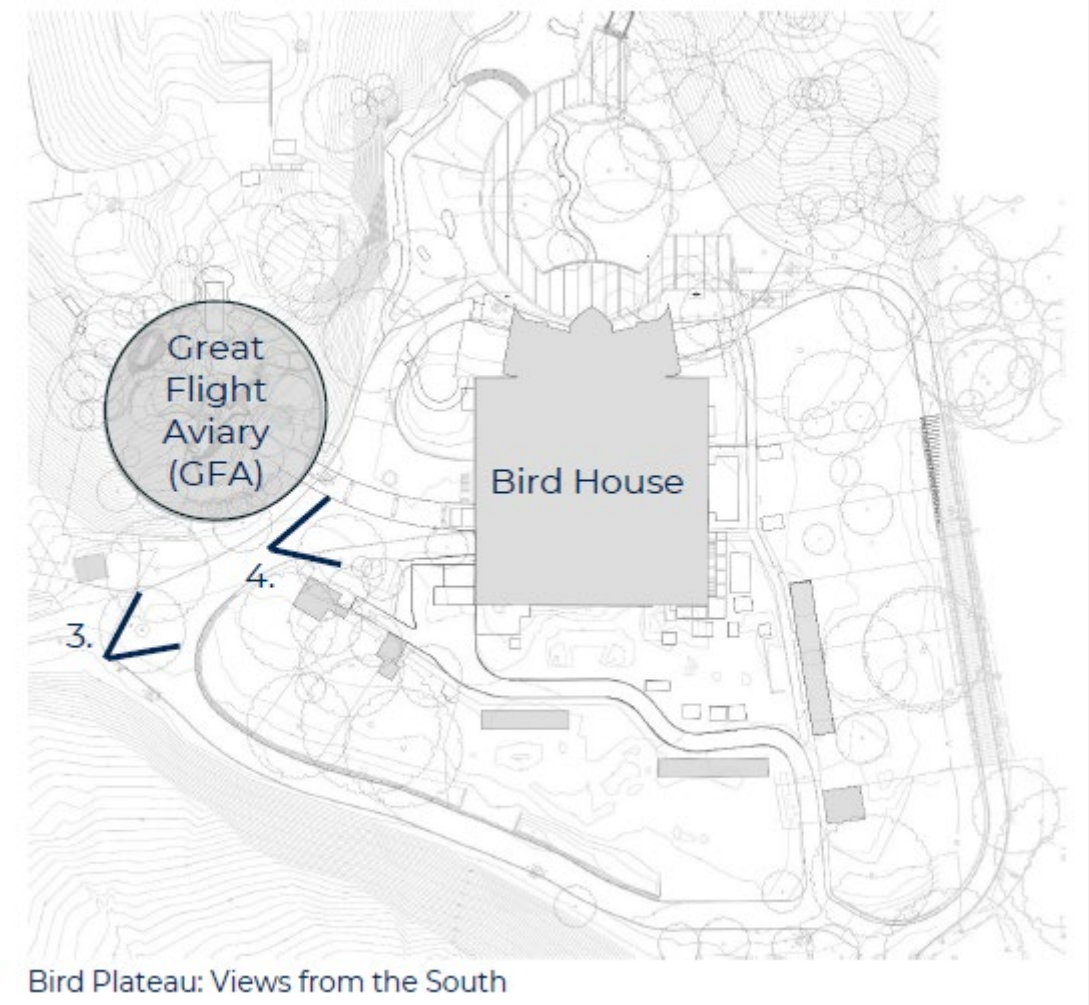 Great
Flight
Aviary
(GFA)
Bird House
4.
3.
Bird Plateau: Views from the South